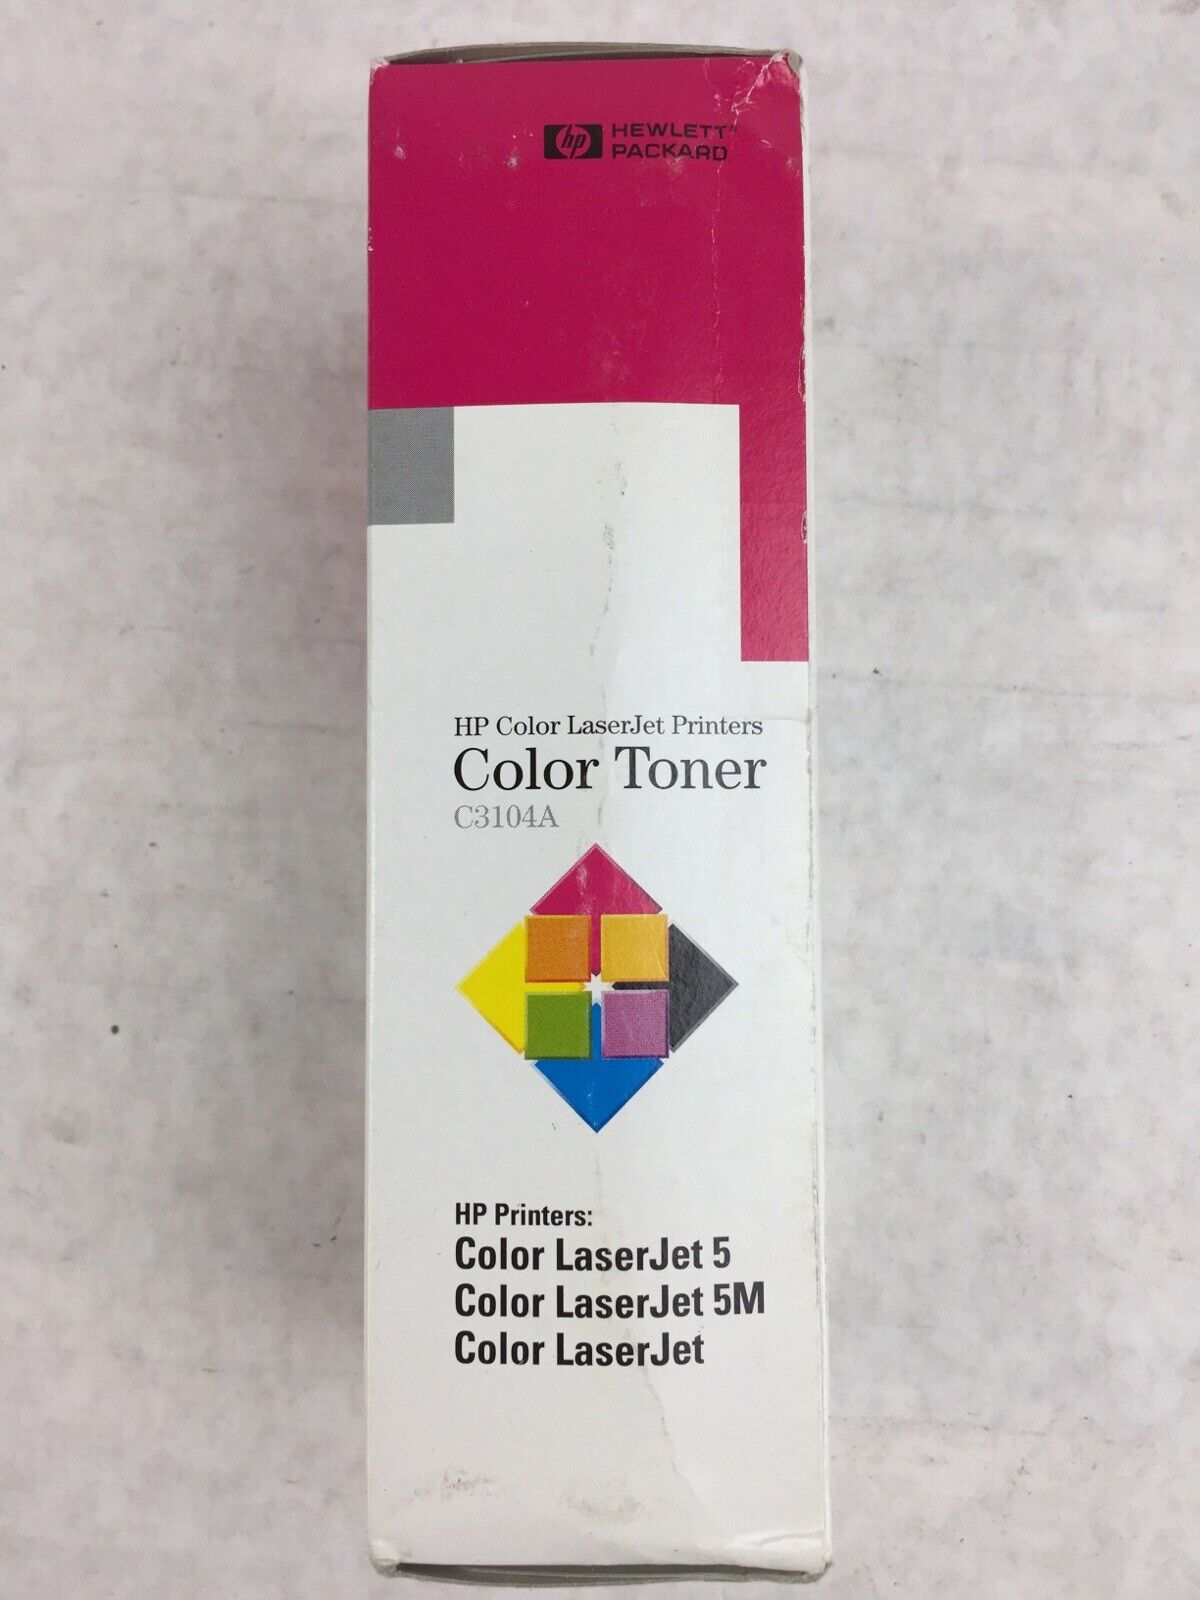 hp HEWLETT®
PACKARD
HP Color LaserJet Printers
Color Toner
C3104A
HP Printers:
Color LaserJet 5
Color LaserJet 5M
Color LaserJet